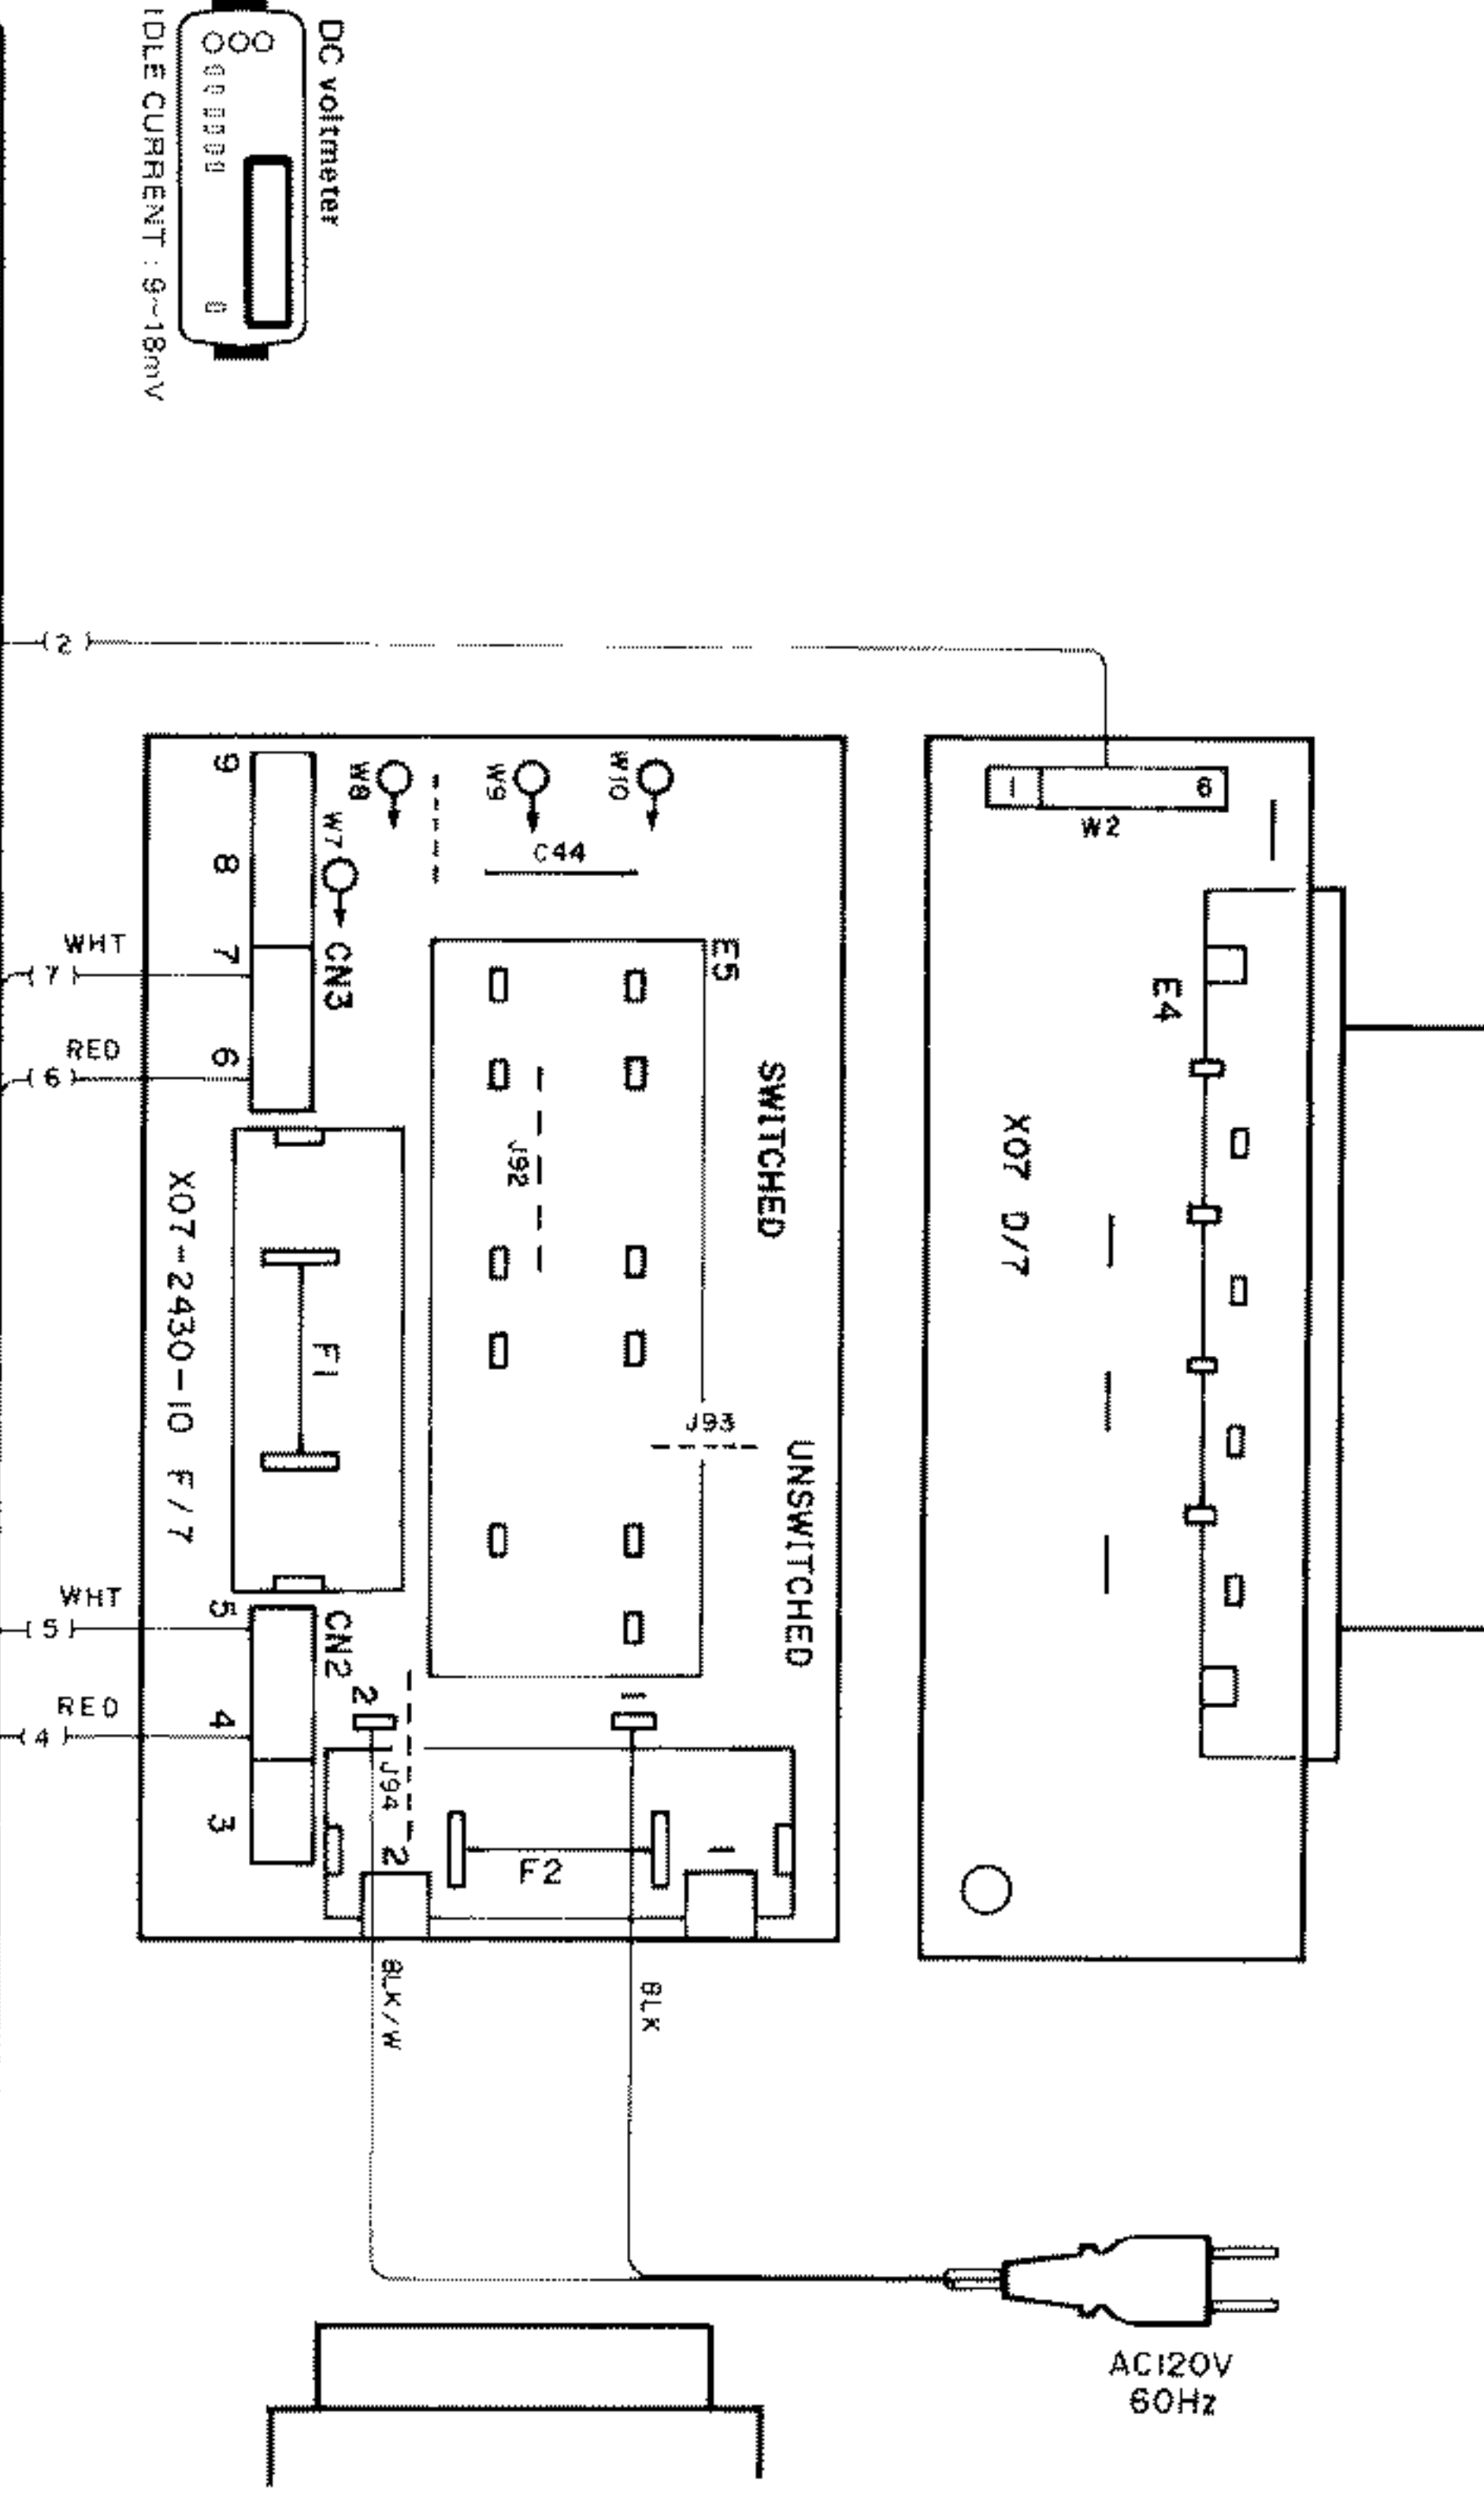 DC voltmeter
IDLE CURRENT : 9~18mV
2
9
W8
W9
W10
1
6
W2
W7
C44
8
WHT
7
7
CN3
E5
E4
RED
6
6
SWITCHED
J92
X07 D/7
X07-2430-10 F/7
F1
J93
UNSWITCHED
WHT
5
5
CN2
RED
4
4
2
1
J94
3
2
F2
1
BLK/W
BLK
AC120V
60Hz